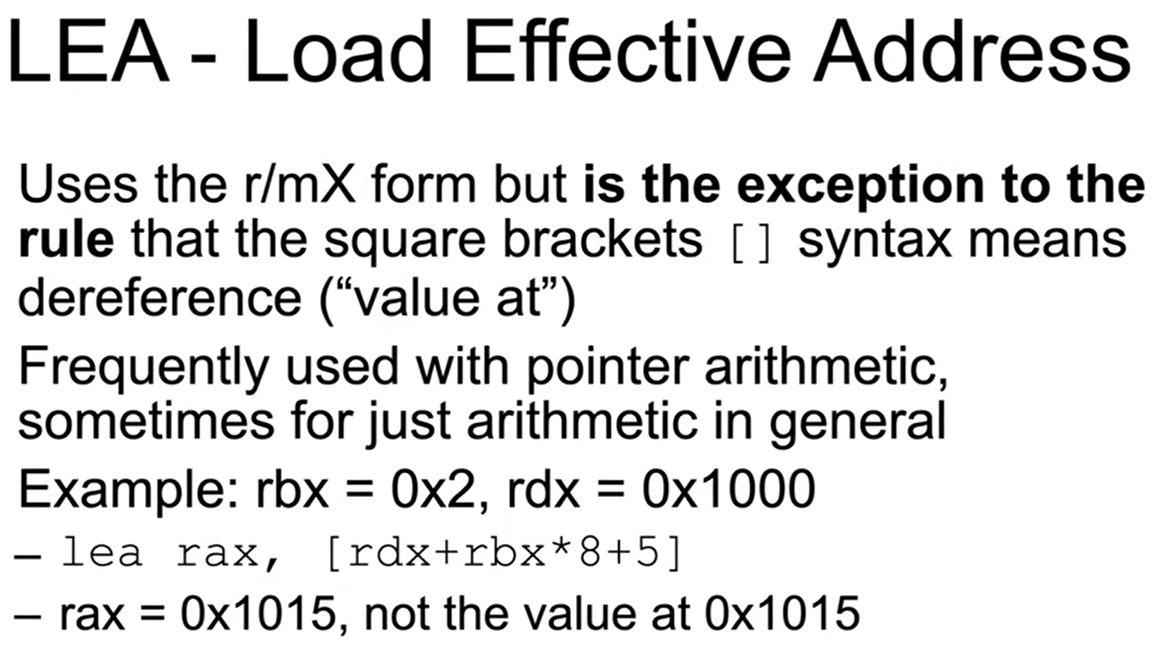 LEA - Load Effective Address
Uses the r/mX form but is the exception to the
rule that the square brackets [] syntax means
dereference (“value at”)
Frequently used with pointer arithmetic,
sometimes for just arithmetic in general
Example: rbx = 0x2, rdx = 0x1000
– lea rax, [rdx+rbx*8+5]
– rax = 0x1015, not the value at 0x1015